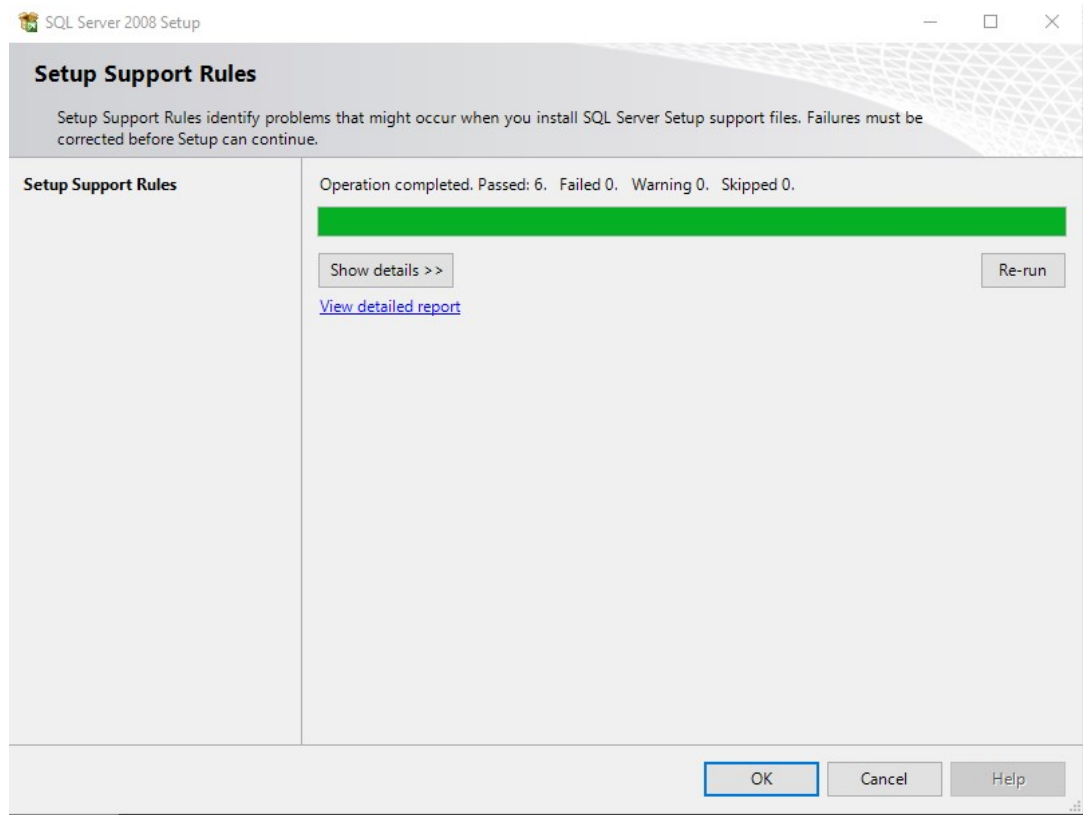 SQL Server 2008 Setup
Setup Support Rules
Setup Support Rules identify problems that might occur when you install SQL Server Setup support files. Failures must be
corrected before Setup can continue.
Setup Support Rules
Operation completed. Passed: 6.   Failed 0.   Warning 0.   Skipped 0.
Show details >>
Re-run
View detailed report
OK
Cancel
Help